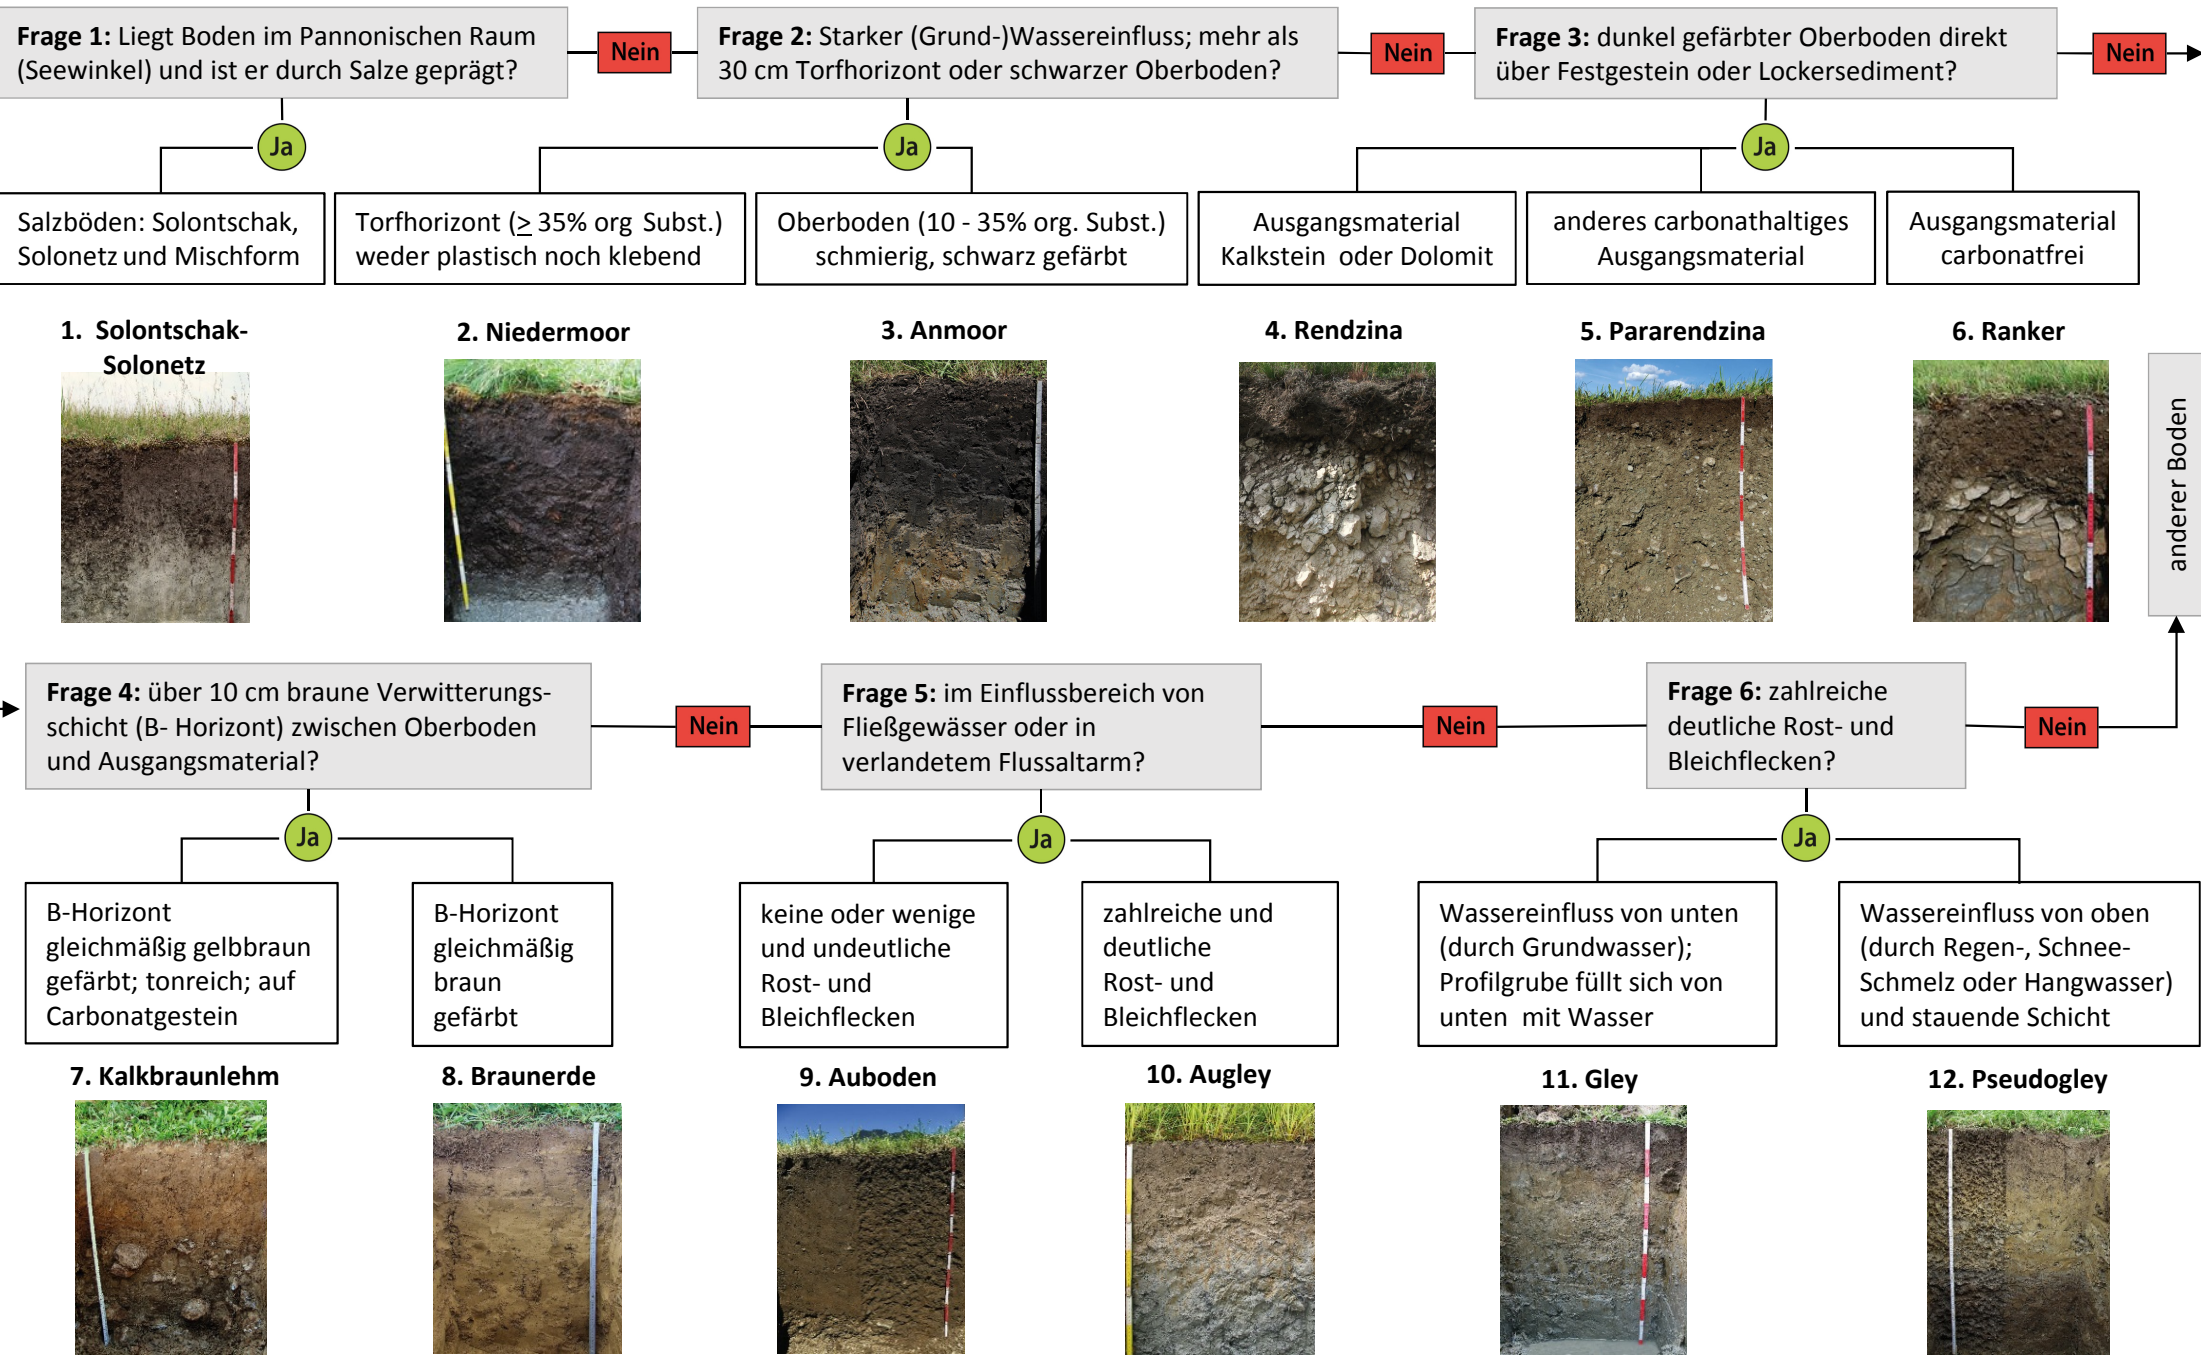 Frage 1: Liegt Boden im Pannonischen Raum
(Seewinkel) und ist er durch Salze geprägt?
Nein
Frage 2: Starker (Grund-)Wassereinfluss; mehr als
30 cm Torfhorizont oder schwarzer Oberboden?
Nein
Frage 3: dunkel gefärbter Oberboden direkt
über Festgestein oder Lockersediment?
Nein
Ja
Ja
Ja
Salzböden: Solontschak,
Solonetz und Mischform
Torfhorizont (≥ 35% org Subst.)
weder plastisch noch klebend
Oberboden (10 - 35% org. Subst.)
schmierig, schwarz gefärbt
Ausgangsmaterial
Kalkstein oder Dolomit
anderes carbonathaltiges
Ausgangsmaterial
Ausgangsmaterial
carbonatfrei
1. Solontschak-
Solonetz
2. Niedermoor
3. Anmoor
4. Rendzina
5. Pararendzina
6. Ranker
anderer Boden
Frage 4: über 10 cm braune Verwitterungs-
schicht (B- Horizont) zwischen Oberboden
und Ausgangsmaterial?
Nein
Frage 5: im Einflussbereich von
Fließgewässer oder in
verlandetem Flussaltarm?
Nein
Frage 6: zahlreiche
deutliche Rost- und
Bleichflecken?
Nein
Ja
Ja
Ja
B-Horizont
gleichmäßig gelbbraun
gefärbt; tonreich; auf
Carbonatgestein
B-Horizont
gleichmäßig
braun
gefärbt
keine oder wenige
und undeutliche
Rost- und
Bleichflecken
zahlreiche und
deutliche
Rost- und
Bleichflecken
Wassereinfluss von unten
(durch Grundwasser);
Profilgrube füllt sich von
unten mit Wasser
Wassereinfluss von oben
(durch Regen-, Schnee-
Schmelz oder Hangwasser)
und stauende Schicht
7. Kalkbraunlehm
8. Braunerde
9. Auboden
10. Augley
11. Gley
12. Pseudogley